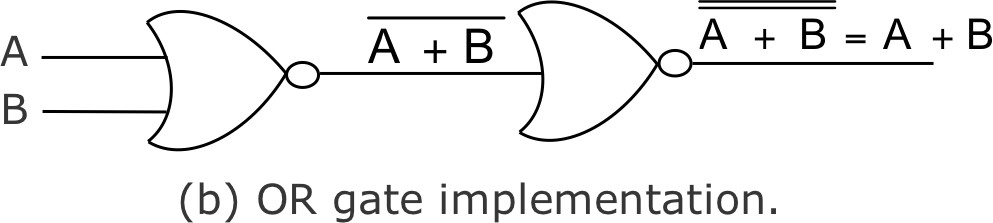 A
B
A̅ ̅+̅ ̅B̅
A̿ ̿+̿ ̿B̿ = A + B
(b) OR gate implementation.